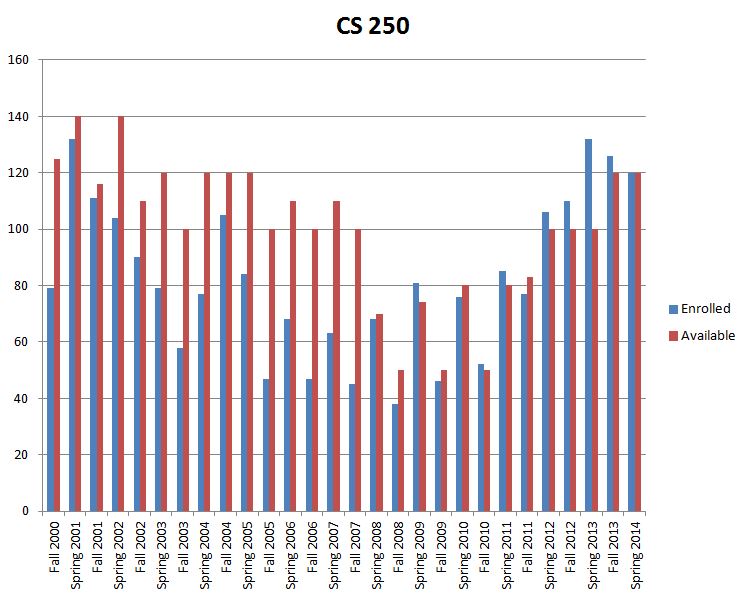 CS 250
160
140
120
100
80
60
40
20
0
Fall 2000
Spring 2001
Fall 2001
Spring 2002
Fall 2002
Spring 2003
Fall 2003
Spring 2004
Fall 2004
Spring 2005
Fall 2005
Spring 2006
Fall 2006
Spring 2007
Fall 2007
Spring 2008
Fall 2008
Spring 2009
Fall 2009
Spring 2010
Fall 2010
Spring 2011
Fall 2011
Spring 2012
Fall 2012
Spring 2013
Fall 2013
Spring 2014
Enrolled
Available